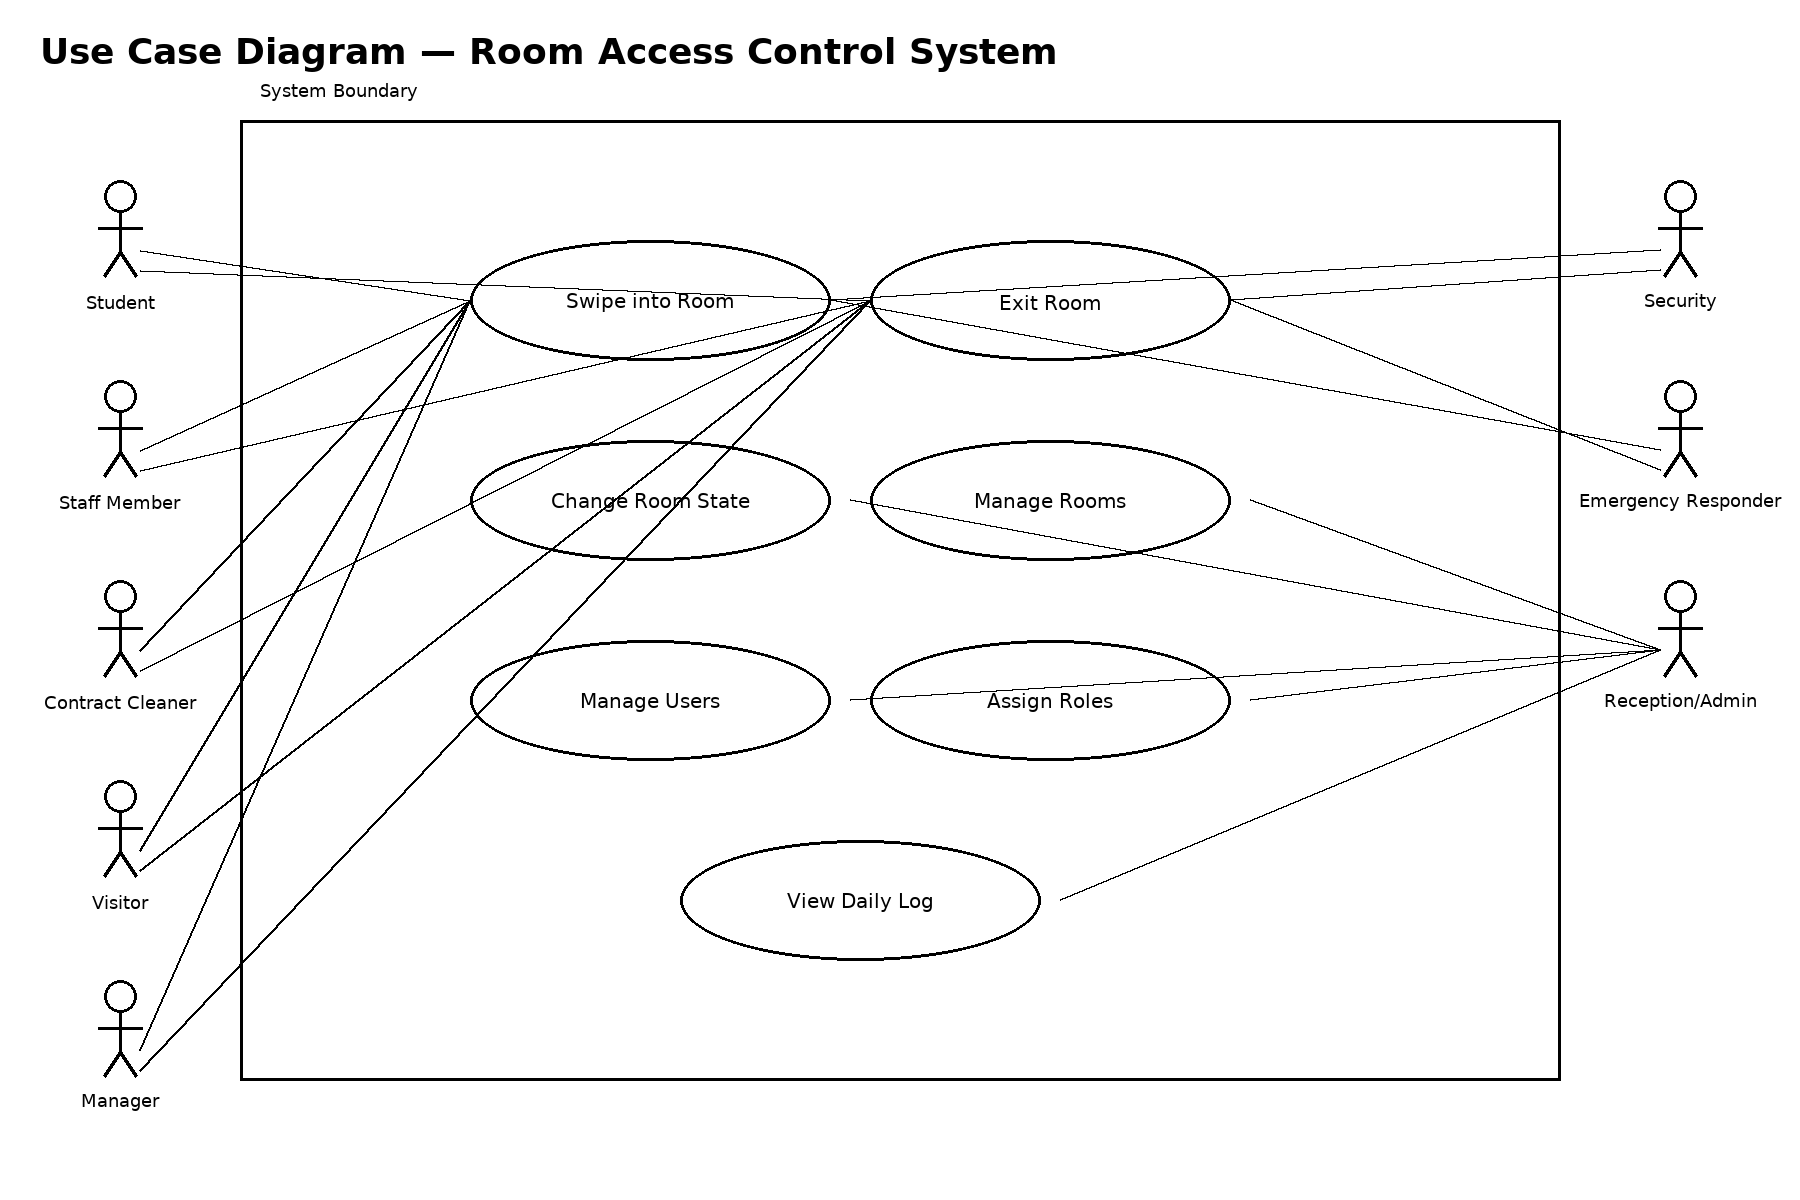 Use Case Diagram — Room Access Control System
System Boundary
Student
Swipe into Room
Exit Room
Security
Staff Member
Change Room State
Manage Rooms
Emergency Responder
Contract Cleaner
Manage Users
Assign Roles
Reception/Admin
Visitor
View Daily Log
Manager